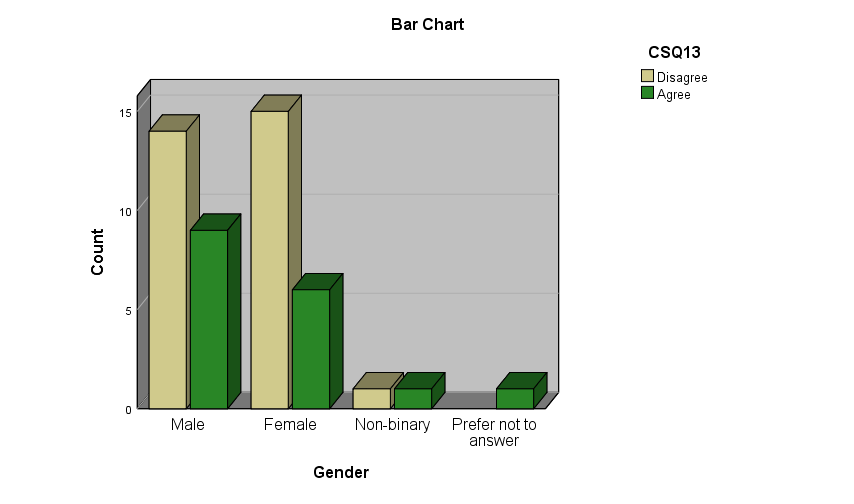 Bar Chart
CSQ13
Disagree
Agree
15
10
5
0
Count
Male
Female
Non-binary
Prefer not to
answer
Gender